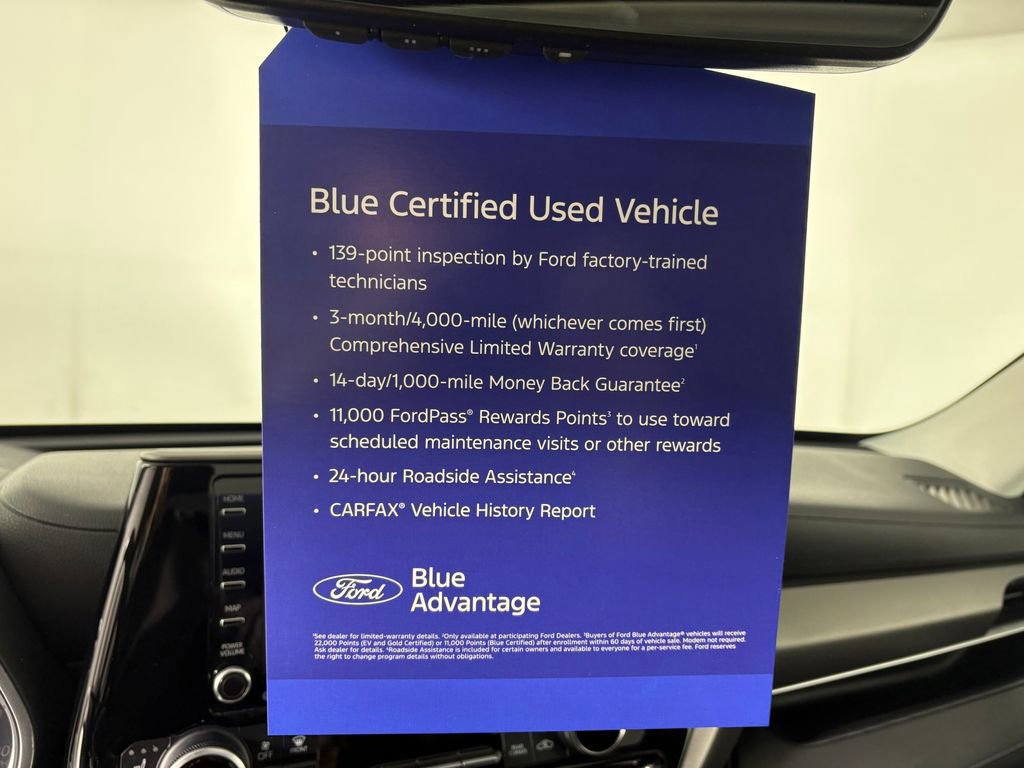 Blue Certified Used Vehicle
• 139-point inspection by Ford factory-trained
technicians
• 3-month/4,000-mile (whichever comes first)
Comprehensive Limited Warranty coverage¹
• 14-day/1,000-mile Money Back Guarantee²
• 11,000 FordPass® Rewards Points³ to use toward
scheduled maintenance visits or other rewards
• 24-hour Roadside Assistance⁴
• CARFAX® Vehicle History Report
Ford
Blue
Advantage
¹See dealer for limited-warranty details. ²Only available at participating Ford Dealers. ³Buyers of Ford Blue Advantage® vehicles will receive
22,000 Points (EV and Gold Certified) or 11,000 Points (Blue Certified) after enrollment within 60 days of vehicle sale. Modem not required.
Ask dealer for details. ⁴Roadside Assistance is included for certain owners and available to everyone for a per-service fee. Ford reserves
the right to change program details without obligations.
HOME
MENU
AUDIO
MAP
POWER
VOLUME
OFF
FRONT